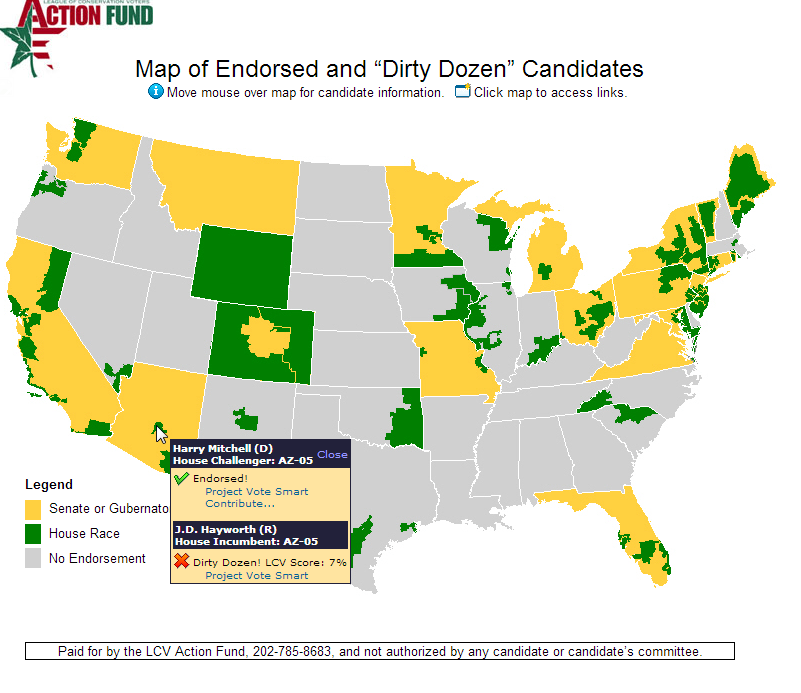 LEAGUE OF CONSERVATION VOTERS
ACTION FUND
Map of Endorsed and “Dirty Dozen” Candidates
Move mouse over map for candidate information. Click map to access links.
Harry Mitchell (D)
House Challenger: AZ-05 Close
Endorsed!
Project Vote Smart
Contribute...
J.D. Hayworth (R)
House Incumbent: AZ-05
Dirty Dozen! LCV Score: 7%
Project Vote Smart
Legend
Senate or Gubernato
House Race
No Endorsement
Paid for by the LCV Action Fund, 202-785-8683, and not authorized by any candidate or candidate’s committee.